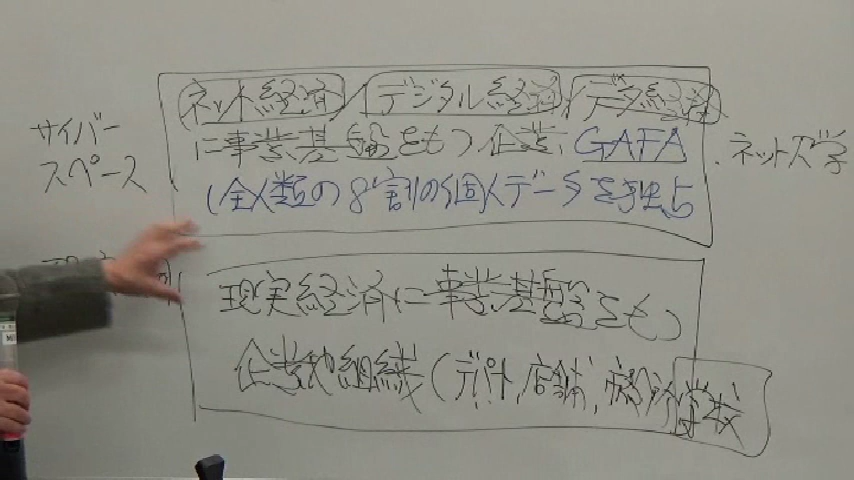 サイバー
スペース
ネット経済/デジタル経済/データ経済
に事業基盤をもつ企業: GAFA
(全人類の8割の個人データを独占
・ネットズ学
現実経済に事業基盤をもつ
企業や組織(デパート,店舗,病院,学校